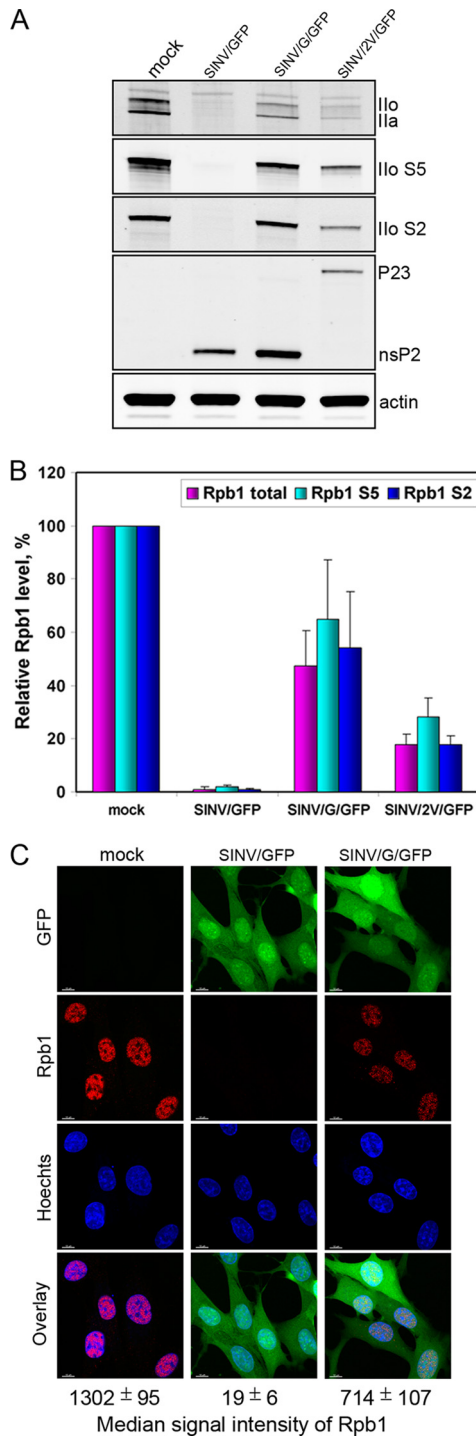 A
mock
SINV/GFP
SINV/G/GFP
SINV/2V/GFP
IIo
IIa
IIo S5
IIo S2
P23
nsP2
actin
B
120
100
80
60
40
20
0
Relative Rpb1 level, %
Rpb1 total Rpb1 S5 Rpb1 S2
mock SINV/GFP SINV/G/GFP SINV/2V/GFP
C
mock SINV/GFP SINV/G/GFP
GFP
Rpb1
Hoechts
Overlay
1302 ± 95 19 ± 6 714 ± 107
Median signal intensity of Rpb1